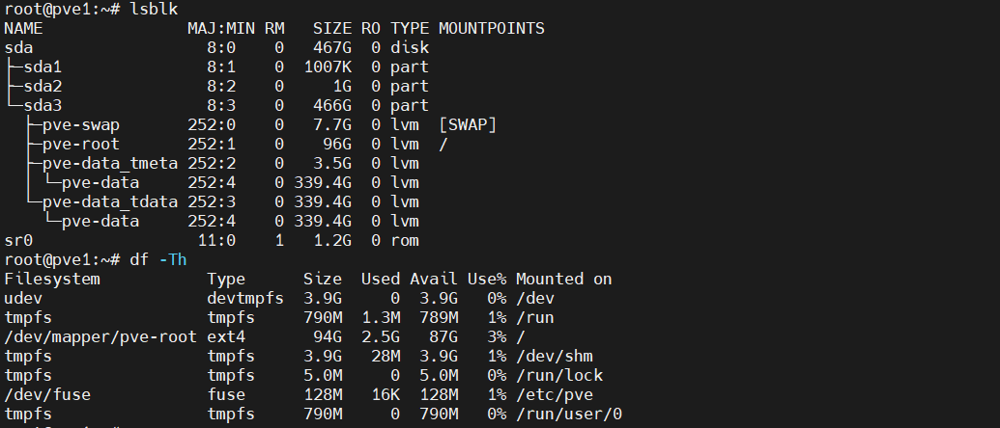 root@pve1:~# lsblk
NAME               MAJ:MIN RM   SIZE RO TYPE MOUNTPOINTS
sda                  8:0    0   467G  0 disk
├─sda1               8:1    0  1007K  0 part
├─sda2               8:2    0     1G  0 part
└─sda3               8:3    0   466G  0 part
  ├─pve-swap       252:0    0   7.7G  0 lvm  [SWAP]
  ├─pve-root       252:1    0    96G  0 lvm  /
  ├─pve-data_tmeta 252:2    0   3.5G  0 lvm
  │ └─pve-data     252:4    0 339.4G  0 lvm
  └─pve-data_tdata 252:3    0 339.4G  0 lvm
    └─pve-data     252:4    0 339.4G  0 lvm
sr0                 11:0    1   1.2G  0 rom
root@pve1:~# df -Th
Filesystem           Type      Size  Used Avail Use% Mounted on
udev                 devtmpfs  3.9G     0  3.9G   0% /dev
tmpfs                tmpfs     790M  1.3M  789M   1% /run
/dev/mapper/pve-root ext4       94G  2.5G   87G   3% /
tmpfs                tmpfs     3.9G   28M  3.9G   1% /dev/shm
tmpfs                tmpfs     5.0M     0  5.0M   0% /run/lock
/dev/fuse            fuse      128M   16K  128M   1% /etc/pve
tmpfs                tmpfs     790M     0  790M   0% /run/user/0